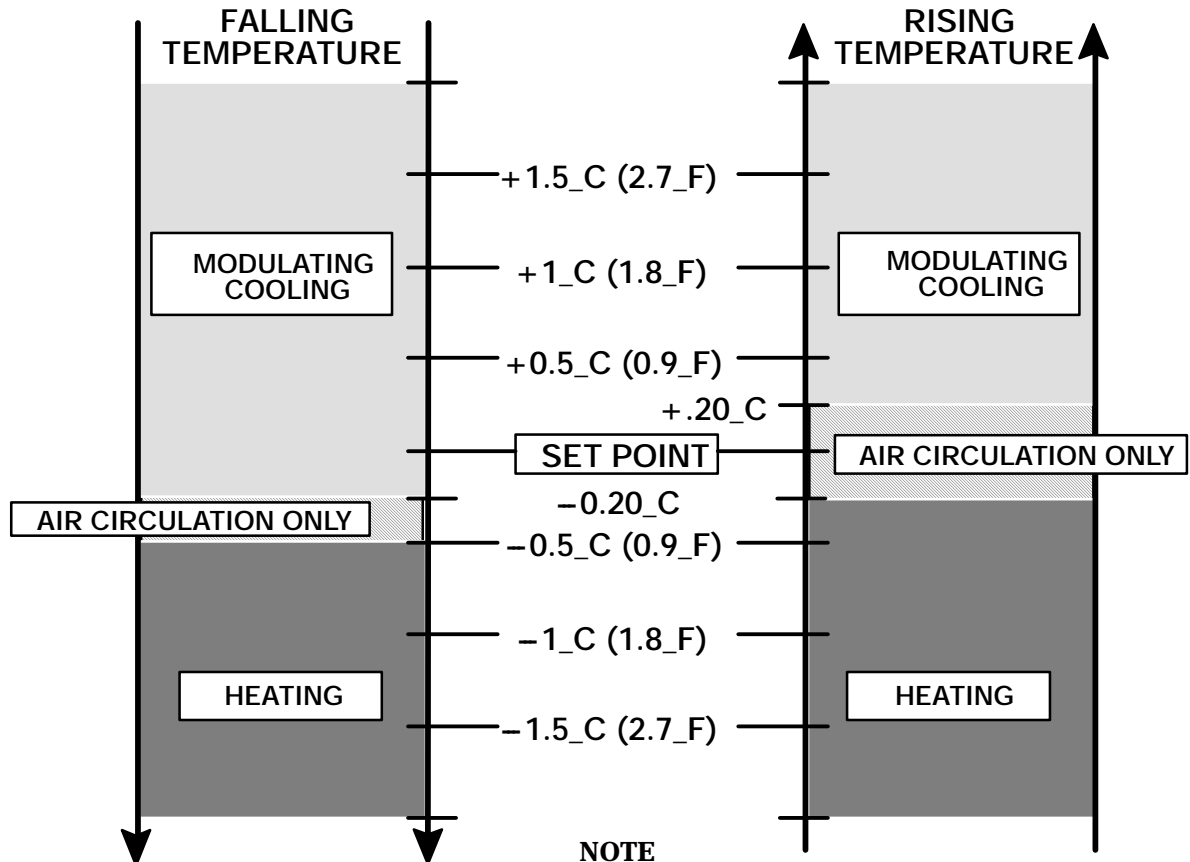 FALLING
TEMPERATURE
RISING
TEMPERATURE
+1.5_C (2.7_F)
MODULATING
COOLING
+1_C (1.8_F)
MODULATING
COOLING
+0.5_C (0.9_F)
+.20_C
SET POINT
AIR CIRCULATION ONLY
–0.20_C
AIR CIRCULATION ONLY
–0.5_C (0.9_F)
–1_C (1.8_F)
HEATING
HEATING
–1.5_C (2.7_F)
NOTE